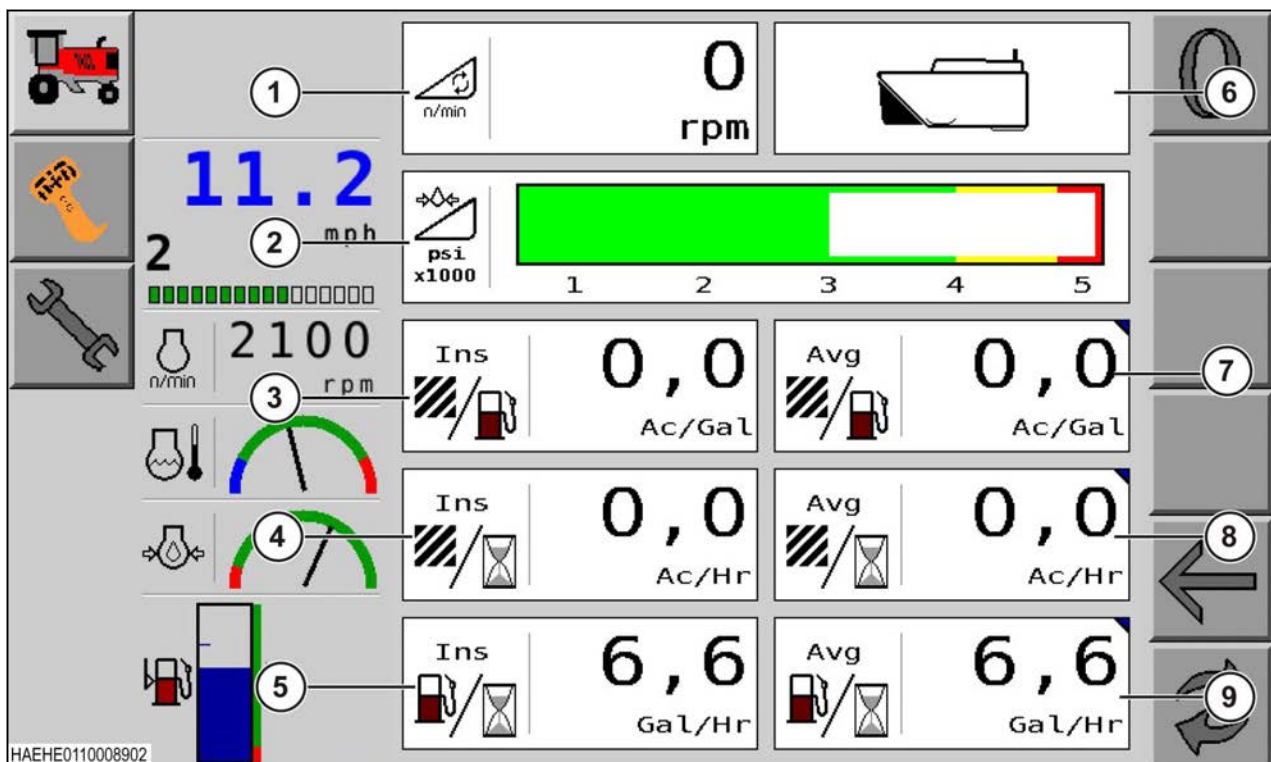 1
n/min
0
rpm
6
11.2
mph
2
2
psi
x1000
1 2 3 4 5
n/min
2100
rpm
3
Ins
0,0
Ac/Gal
Avg
0,0
Ac/Gal
7
4
Ins
0,0
Ac/Hr
Avg
0,0
Ac/Hr
8
5
Ins
6,6
Gal/Hr
Avg
6,6
Gal/Hr
9
HAEHE0110008902